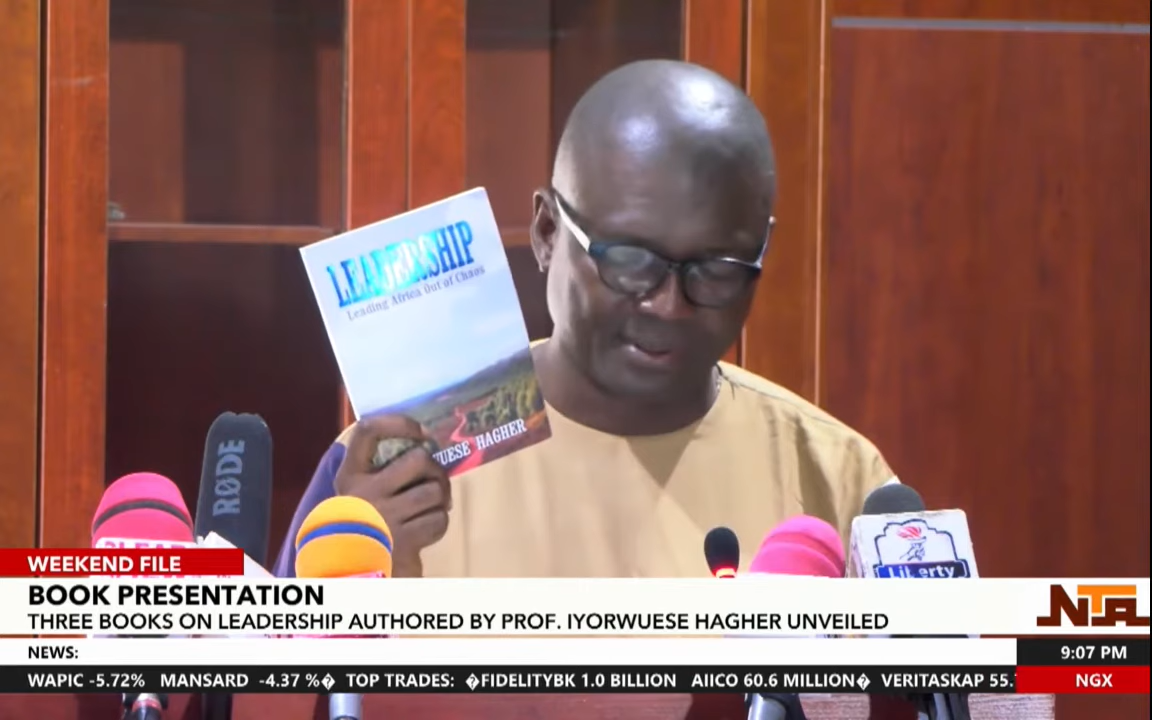 LEADERSHIP
Leading Africa Out of Chaos
WUESE HAGHER
RØDE
Liberty
WEEKEND FILE
BOOK PRESENTATION
THREE BOOKS ON LEADERSHIP AUTHORED BY PROF. IYORWUESE HAGHER UNVEILED
NTA
NEWS:
9:07 PM
WAPIC -5.72% MANSARD -4.37 %� TOP TRADES: �FIDELITYBK 1.0 BILLION AIICO 60.6 MILLION� VERITASKAP 55.
NGX